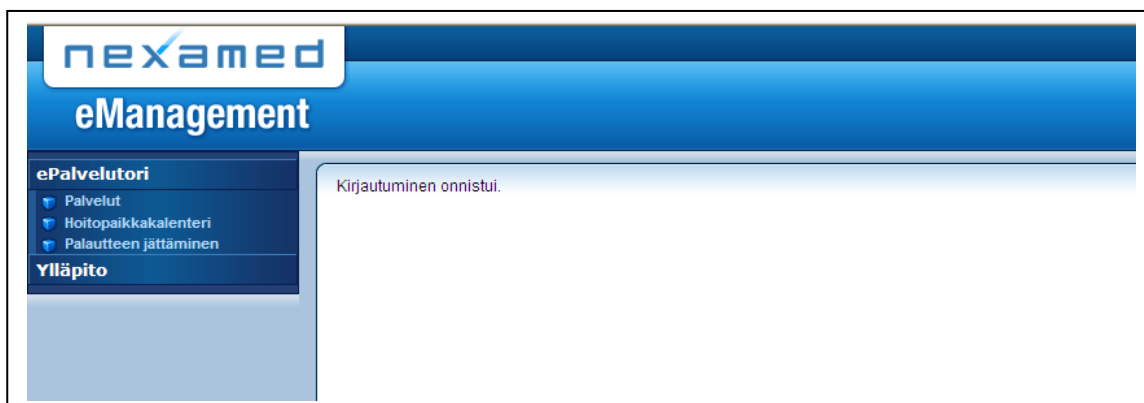 nexamed
eManagement
ePalvelutori
Palvelut
Hoitopaikkakalenteri
Palautteen jättäminen
Ylläpito
Kirjautuminen onnistui.